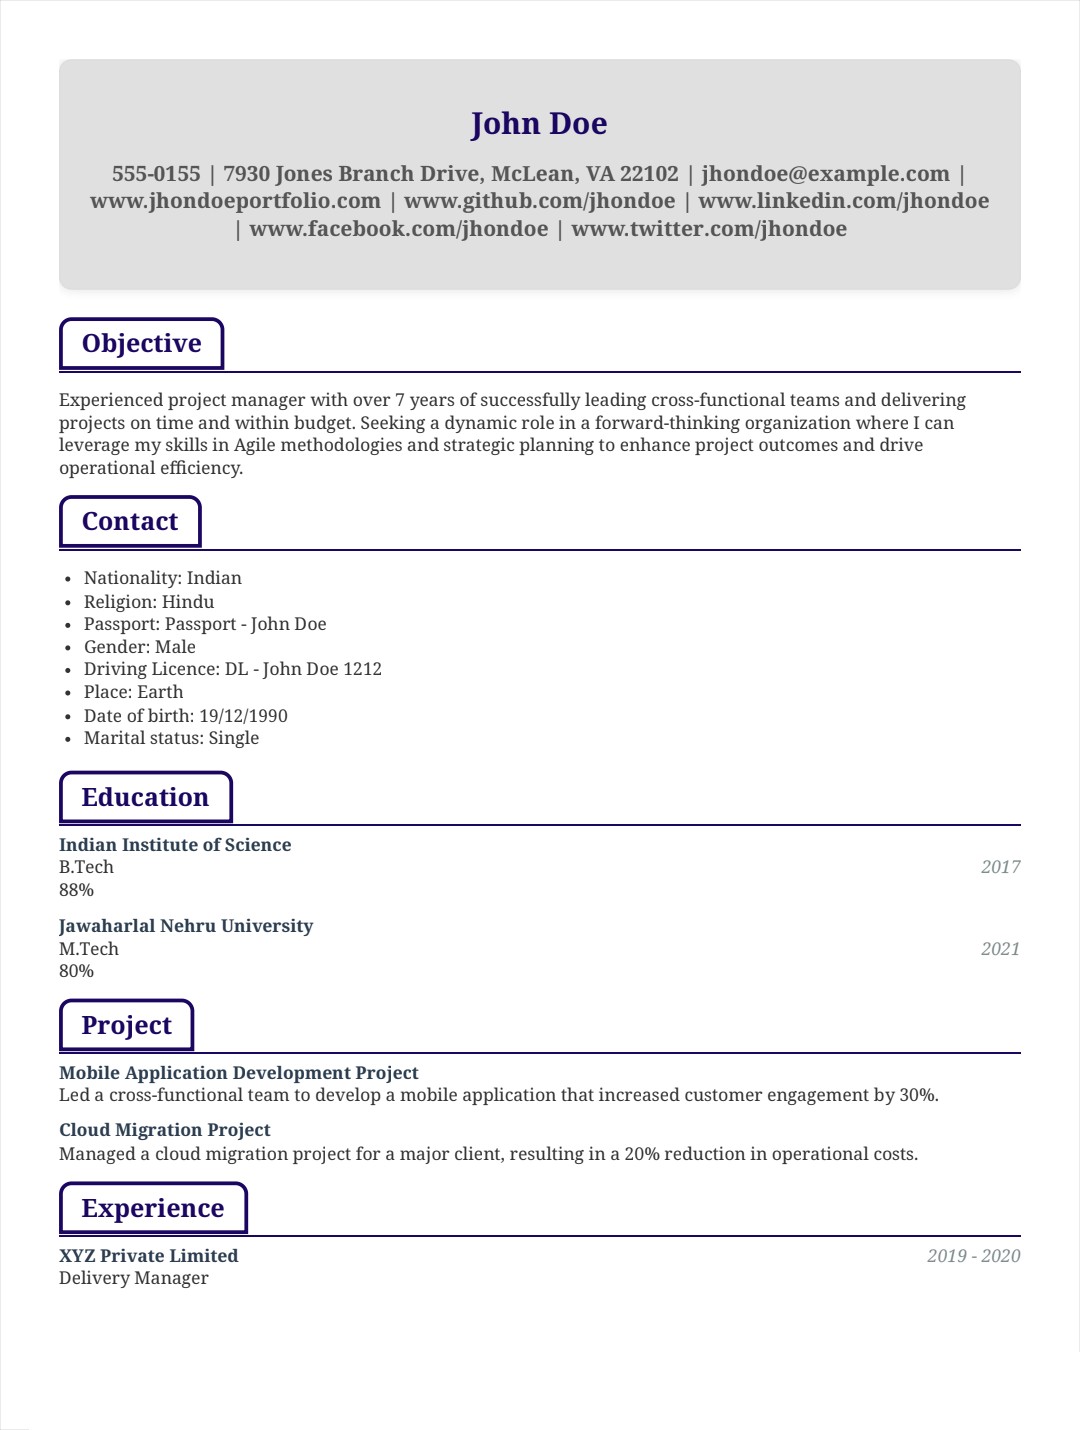 John Doe
555-0155 | 7930 Jones Branch Drive, McLean, VA 22102 | jhondoe@example.com |
www.jhondoeportfolio.com | www.github.com/jhondoe | www.linkedin.com/jhondoe
| www.facebook.com/jhondoe | www.twitter.com/jhondoe
Objective
Experienced project manager with over 7 years of successfully leading cross-functional teams and delivering
projects on time and within budget. Seeking a dynamic role in a forward-thinking organization where I can
leverage my skills in Agile methodologies and strategic planning to enhance project outcomes and drive
operational efficiency.
Contact
• Nationality: Indian
• Religion: Hindu
• Passport: Passport - John Doe
• Gender: Male
• Driving Licence: DL - John Doe 1212
• Place: Earth
• Date of birth: 19/12/1990
• Marital status: Single
Education
Indian Institute of Science
B.Tech 2017
88%
Jawaharlal Nehru University
M.Tech 2021
80%
Project
Mobile Application Development Project
Led a cross-functional team to develop a mobile application that increased customer engagement by 30%.
Cloud Migration Project
Managed a cloud migration project for a major client, resulting in a 20% reduction in operational costs.
Experience
XYZ Private Limited 2019 - 2020
Delivery Manager